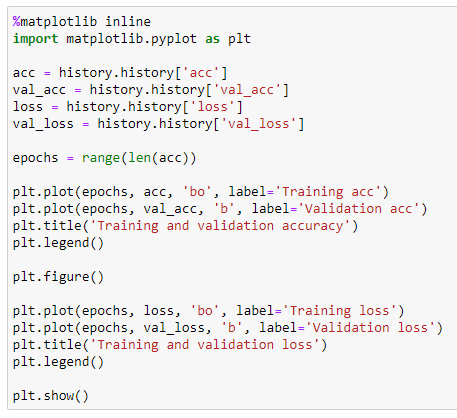 %matplotlib inline
import matplotlib.pyplot as plt

acc = history.history['acc']
val_acc = history.history['val_acc']
loss = history.history['loss']
val_loss = history.history['val_loss']

epochs = range(len(acc))

plt.plot(epochs, acc, 'bo', label='Training acc')
plt.plot(epochs, val_acc, 'b', label='Validation acc')
plt.title('Training and validation accuracy')
plt.legend()

plt.figure()

plt.plot(epochs, loss, 'bo', label='Training loss')
plt.plot(epochs, val_loss, 'b', label='Validation loss')
plt.title('Training and validation loss')
plt.legend()

plt.show()